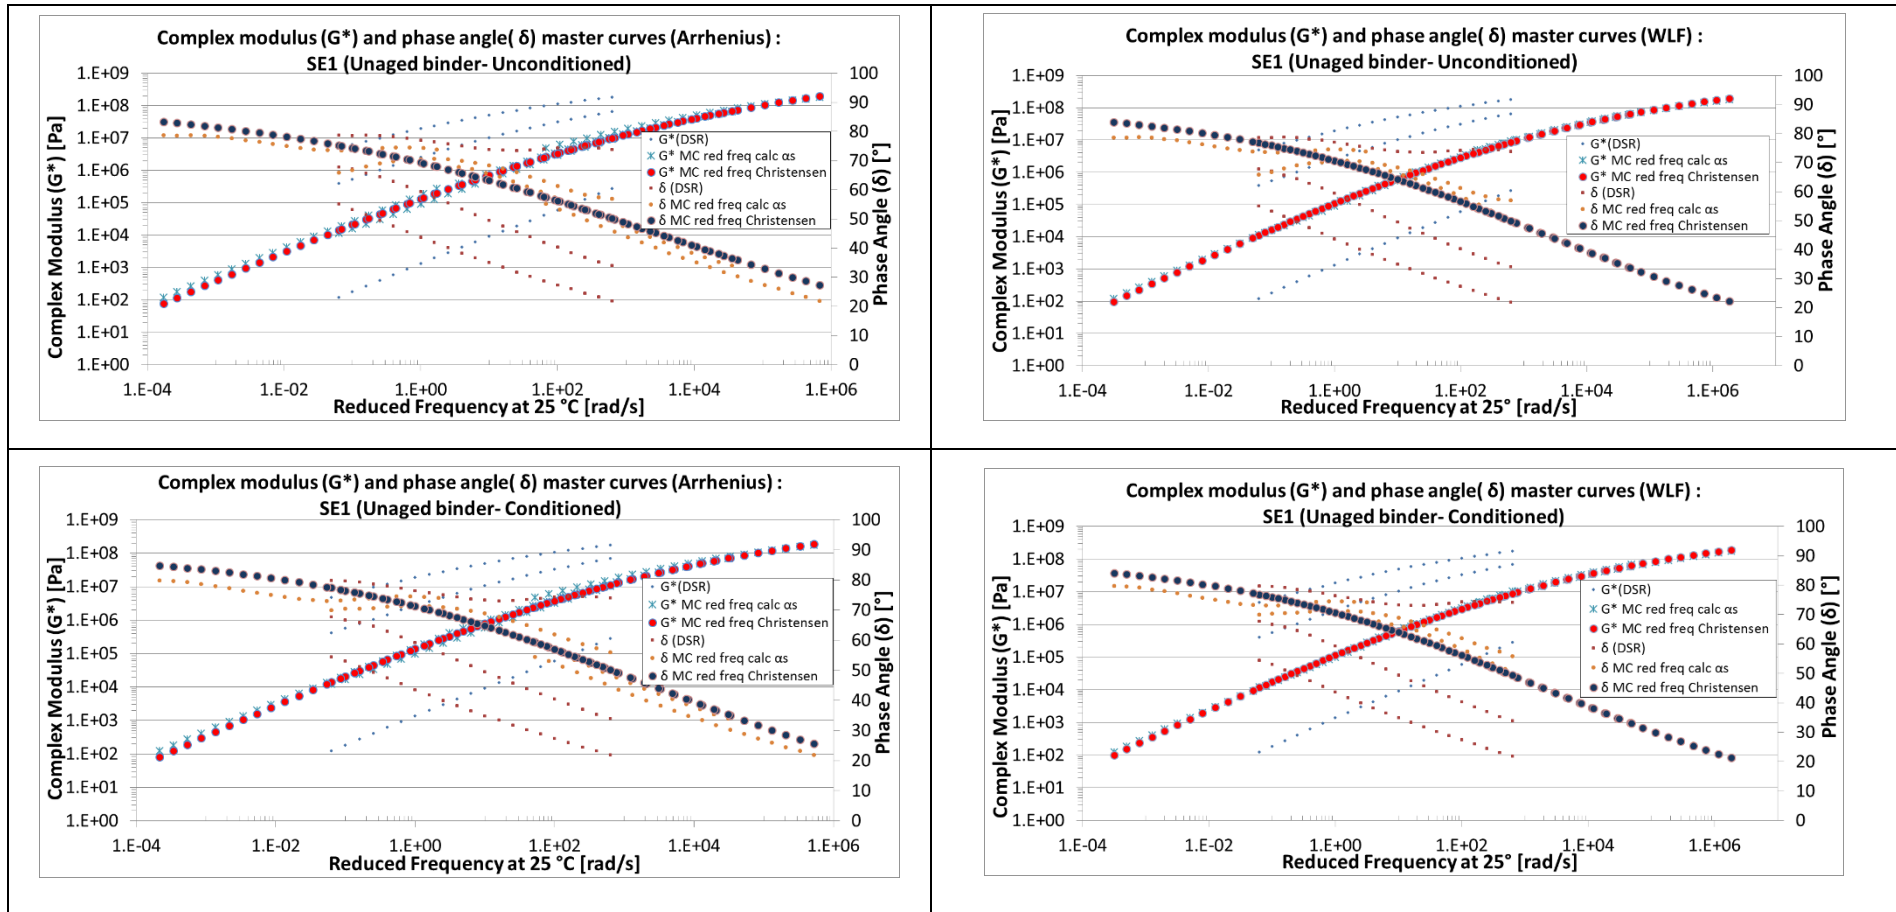 Complex modulus (G*) and phase angle( δ) master curves (Arrhenius) :
SE1 (Unaged binder- Unconditioned)
Complex Modulus (G*) [Pa]
1.E+09
1.E+08
1.E+07
1.E+06
1.E+05
1.E+04
1.E+03
1.E+02
1.E+01
1.E+00
100
90
80
70
60
50
40
30
20
10
0
Phase Angle (δ) [°]
G*(DSR)
G* MC red freq calc αs
G* MC red freq Christensen
δ (DSR)
δ MC red freq calc αs
δ MC red freq Christensen
1.E-04 1.E-02 1.E+00 1.E+02 1.E+04 1.E+06
Reduced Frequency at 25 °C [rad/s]
Complex modulus (G*) and phase angle( δ) master curves (WLF) :
SE1 (Unaged binder- Unconditioned)
Complex Modulus (G*) [Pa]
1.E+09
1.E+08
1.E+07
1.E+06
1.E+05
1.E+04
1.E+03
1.E+02
1.E+01
1.E+00
100
90
80
70
60
50
40
30
20
10
0
Phase Angle (δ) [°]
G*(DSR)
G* MC red freq calc αs
G* MC red freq Christensen
δ (DSR)
δ MC red freq calc αs
δ MC red freq Christensen
1.E-04 1.E-02 1.E+00 1.E+02 1.E+04 1.E+06
Reduced Frequency at 25° [rad/s]
Complex modulus (G*) and phase angle( δ) master curves (Arrhenius) :
SE1 (Unaged binder- Conditioned)
Complex Modulus (G*) [Pa]
1.E+09
1.E+08
1.E+07
1.E+06
1.E+05
1.E+04
1.E+03
1.E+02
1.E+01
1.E+00
100
90
80
70
60
50
40
30
20
10
0
Phase Angle (δ) [°]
G*(DSR)
G* MC red freq calc αs
G* MC red freq Christensen
δ (DSR)
δ MC red freq calc αs
δ MC red freq Christensen
1.E-04 1.E-02 1.E+00 1.E+02 1.E+04 1.E+06
Reduced Frequency at 25 °C [rad/s]
Complex modulus (G*) and phase angle( δ) master curves (WLF) :
SE1 (Unaged binder- Conditioned)
Complex Modulus (G*) [Pa]
1.E+09
1.E+08
1.E+07
1.E+06
1.E+05
1.E+04
1.E+03
1.E+02
1.E+01
1.E+00
100
90
80
70
60
50
40
30
20
10
0
Phase Angle (δ) [°]
G*(DSR)
G* MC red freq calc αs
G* MC red freq Christensen
δ (DSR)
δ MC red freq calc αs
δ MC red freq Christensen
1.E-04 1.E-02 1.E+00 1.E+02 1.E+04 1.E+06
Reduced Frequency at 25° [rad/s]